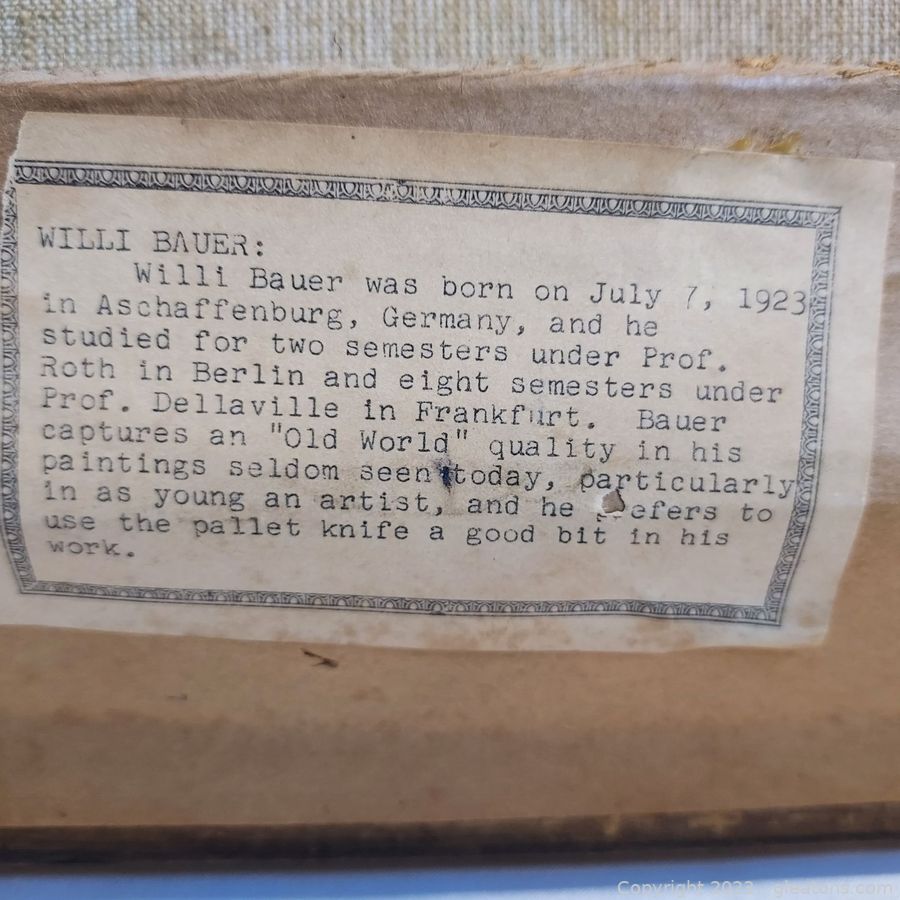 WILLI BAUER:
Willi Bauer was born on July 7, 1923
in Aschaffenburg, Germany, and he
studied for two semesters under Prof.
Roth in Berlin and eight semesters under
Prof. Dellaville in Frankfurt. Bauer
captures an "Old World" quality in his
paintings seldom seen today, particularly
in as young an artist, and he prefers to
use the pallet knife a good bit in his
work.
Copyright 2023 - gleatons.com